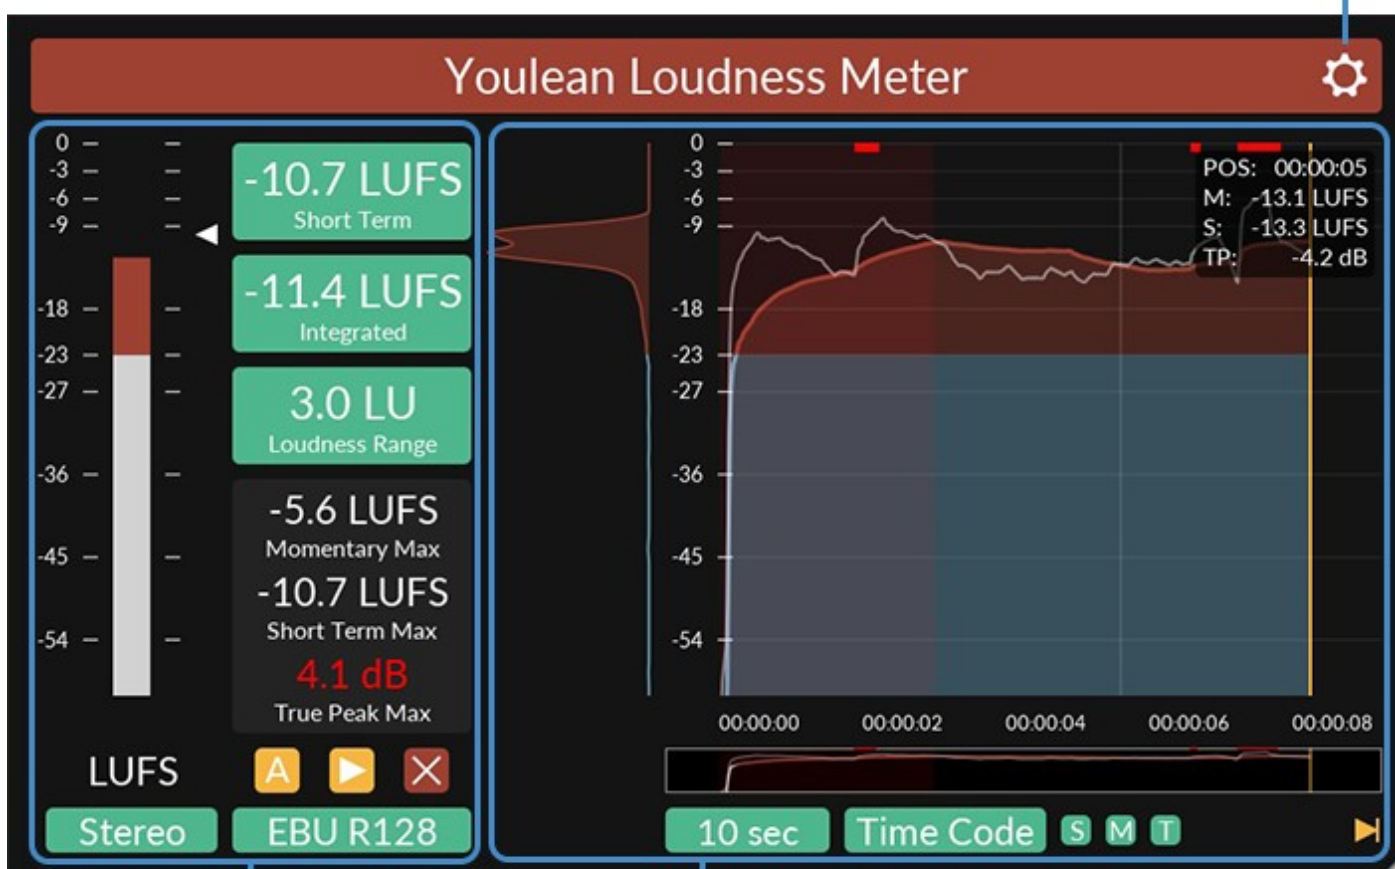 Youlean Loudness Meter
0
-3
-6
-9
-18
-23
-27
-36
-45
-54
LUFS
-10.7 LUFS
Short Term
-11.4 LUFS
Integrated
3.0 LU
Loudness Range
-5.6 LUFS
Momentary Max
-10.7 LUFS
Short Term Max
4.1 dB
True Peak Max
A
Stereo
EBU R128
0
-3
-6
-9
-18
-23
-27
-36
-45
-54
POS: 00:00:05
M: -13.1 LUFS
S: -13.3 LUFS
TP: -4.2 dB
00:00:00 00:00:02 00:00:04 00:00:06 00:00:08
10 sec
Time Code
S M T